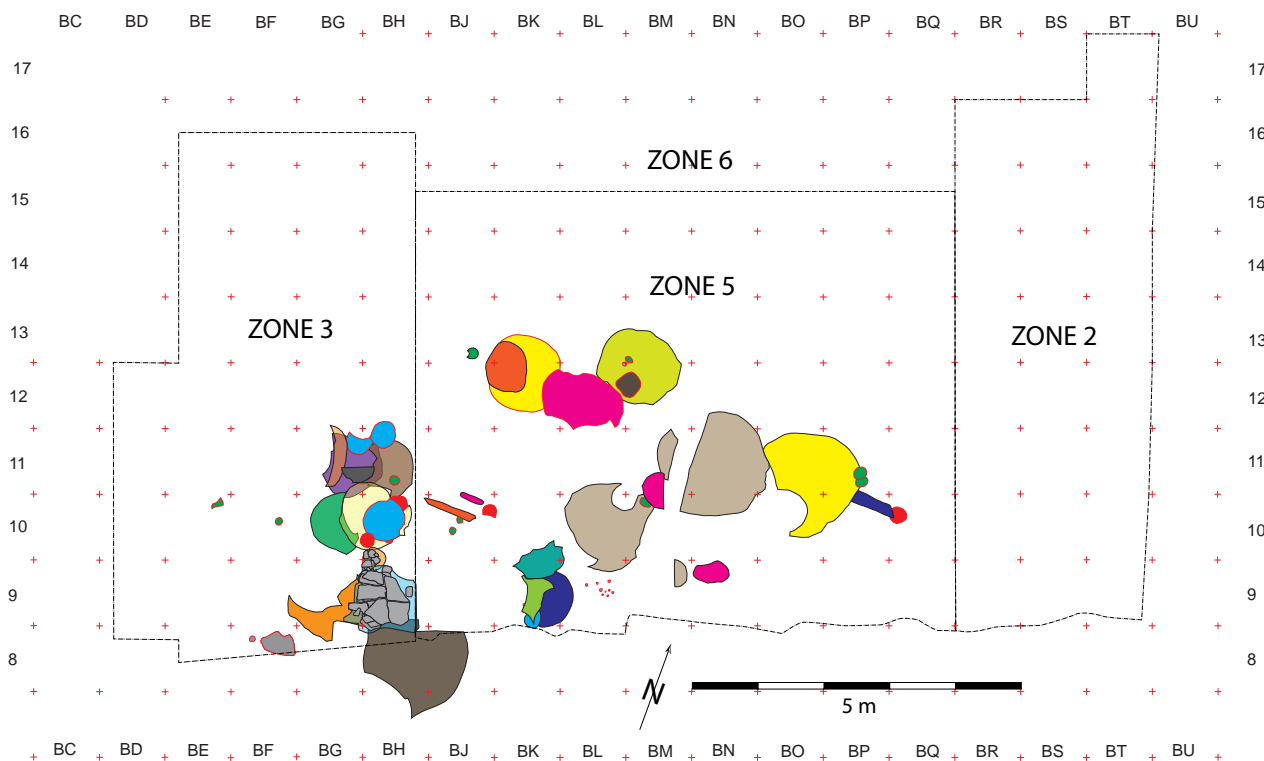 BC BD BE BF BG BH BJ BK BL BM BN BO BP BQ BR BS BT BU
17 17
16 16
ZONE 6
15 15
14 14
ZONE 5
13 13
ZONE 3 ZONE 2
12 12
11 11
10 10
9 9
8 8
N
5 m
BC BD BE BF BG BH BJ BK BL BM BN BO BP BQ BR BS BT BU